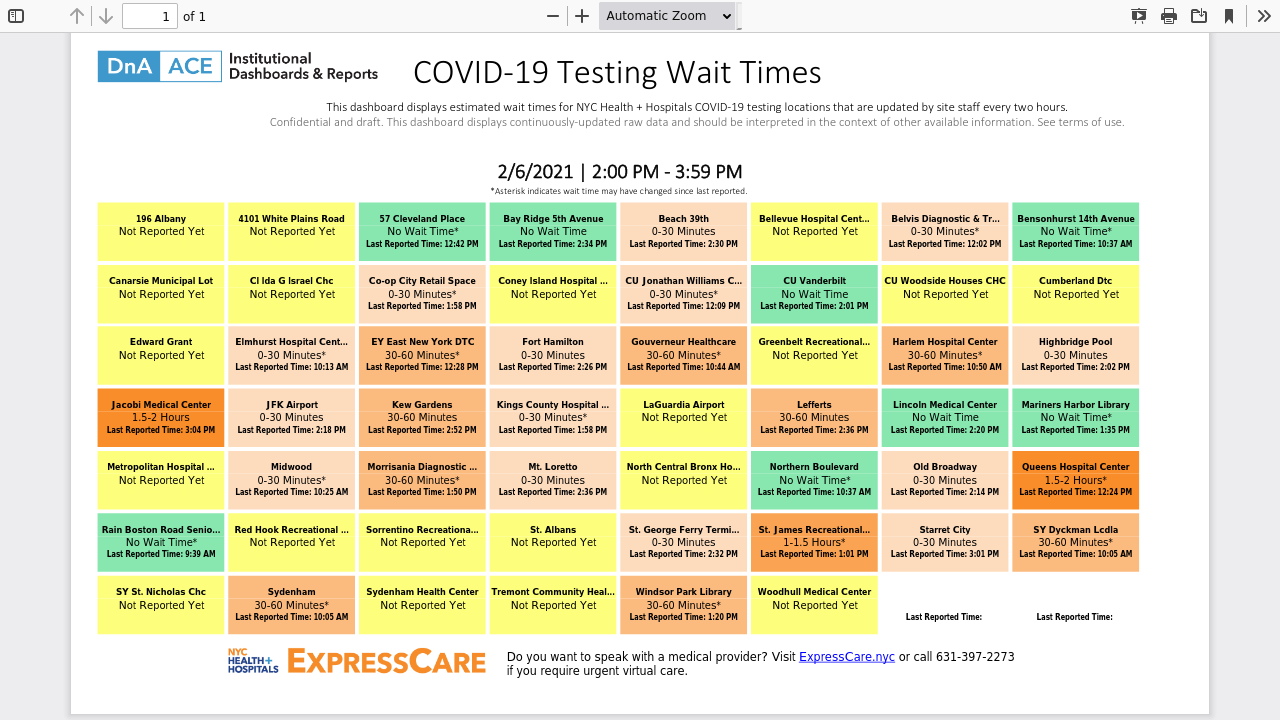 1 of 1 Automatic Zoom
DnA ACE Institutional Dashboards & Reports
COVID-19 Testing Wait Times
This dashboard displays estimated wait times for NYC Health + Hospitals COVID-19 testing locations that are updated by site staff every two hours.
Confidential and draft. This dashboard displays continuously-updated raw data and should be interpreted in the context of other available information. See terms of use.
2/6/2021 | 2:00 PM - 3:59 PM
*Asterisk indicates wait time may have changed since last reported.
196 Albany
Not Reported Yet
4101 White Plains Road
Not Reported Yet
57 Cleveland Place
No Wait Time*
Last Reported Time: 12:42 PM
Bay Ridge 5th Avenue
No Wait Time
Last Reported Time: 2:34 PM
Beach 39th
0-30 Minutes
Last Reported Time: 2:30 PM
Bellevue Hospital Cent...
Not Reported Yet
Belvis Diagnostic & Tr...
0-30 Minutes*
Last Reported Time: 12:02 PM
Bensonhurst 14th Avenue
No Wait Time*
Last Reported Time: 10:37 AM
Canarsie Municipal Lot
Not Reported Yet
CI Ida G Israel Chc
Not Reported Yet
Co-op City Retail Space
0-30 Minutes*
Last Reported Time: 1:58 PM
Coney Island Hospital ...
Not Reported Yet
CU Jonathan Williams C...
0-30 Minutes*
Last Reported Time: 12:09 PM
CU Vanderbilt
No Wait Time
Last Reported Time: 2:01 PM
CU Woodside Houses CHC
Not Reported Yet
Cumberland Dtc
Not Reported Yet
Edward Grant
Not Reported Yet
Elmhurst Hospital Cent...
0-30 Minutes*
Last Reported Time: 10:13 AM
EY East New York DTC
30-60 Minutes*
Last Reported Time: 12:28 PM
Fort Hamilton
0-30 Minutes
Last Reported Time: 2:26 PM
Gouverneur Healthcare
30-60 Minutes*
Last Reported Time: 10:44 AM
Greenbelt Recreational...
Not Reported Yet
Harlem Hospital Center
30-60 Minutes*
Last Reported Time: 10:50 AM
Highbridge Pool
0-30 Minutes
Last Reported Time: 2:02 PM
Jacobi Medical Center
1.5-2 Hours
Last Reported Time: 3:04 PM
JFK Airport
0-30 Minutes
Last Reported Time: 2:18 PM
Kew Gardens
30-60 Minutes
Last Reported Time: 2:52 PM
Kings County Hospital ...
0-30 Minutes*
Last Reported Time: 1:58 PM
LaGuardia Airport
Not Reported Yet
Lefferts
30-60 Minutes
Last Reported Time: 2:36 PM
Lincoln Medical Center
No Wait Time
Last Reported Time: 2:20 PM
Mariners Harbor Library
No Wait Time*
Last Reported Time: 1:35 PM
Metropolitan Hospital ...
Not Reported Yet
Midwood
0-30 Minutes*
Last Reported Time: 10:25 AM
Morrisania Diagnostic ...
30-60 Minutes*
Last Reported Time: 1:50 PM
Mt. Loretto
0-30 Minutes
Last Reported Time: 2:36 PM
North Central Bronx Ho...
Not Reported Yet
Northern Boulevard
No Wait Time*
Last Reported Time: 10:37 AM
Old Broadway
0-30 Minutes
Last Reported Time: 2:14 PM
Queens Hospital Center
1.5-2 Hours*
Last Reported Time: 12:24 PM
Rain Boston Road Senio...
No Wait Time*
Last Reported Time: 9:39 AM
Red Hook Recreational ...
Not Reported Yet
Sorrentino Recreationa...
Not Reported Yet
St. Albans
Not Reported Yet
St. George Ferry Termi...
0-30 Minutes
Last Reported Time: 2:32 PM
St. James Recreational...
1-1.5 Hours*
Last Reported Time: 1:01 PM
Starret City
0-30 Minutes
Last Reported Time: 3:01 PM
SY Dyckman Lcdla
30-60 Minutes*
Last Reported Time: 10:05 AM
SY St. Nicholas Chc
Not Reported Yet
Sydenham
30-60 Minutes*
Last Reported Time: 10:05 AM
Sydenham Health Center
Not Reported Yet
Tremont Community Heal...
Not Reported Yet
Windsor Park Library
30-60 Minutes*
Last Reported Time: 1:20 PM
Woodhull Medical Center
Not Reported Yet
Last Reported Time:
Last Reported Time:
NYC HEALTH+ HOSPITALS EXPRESSCARE
Do you want to speak with a medical provider? Visit ExpressCare.nyc or call 631-397-2273
if you require urgent virtual care.